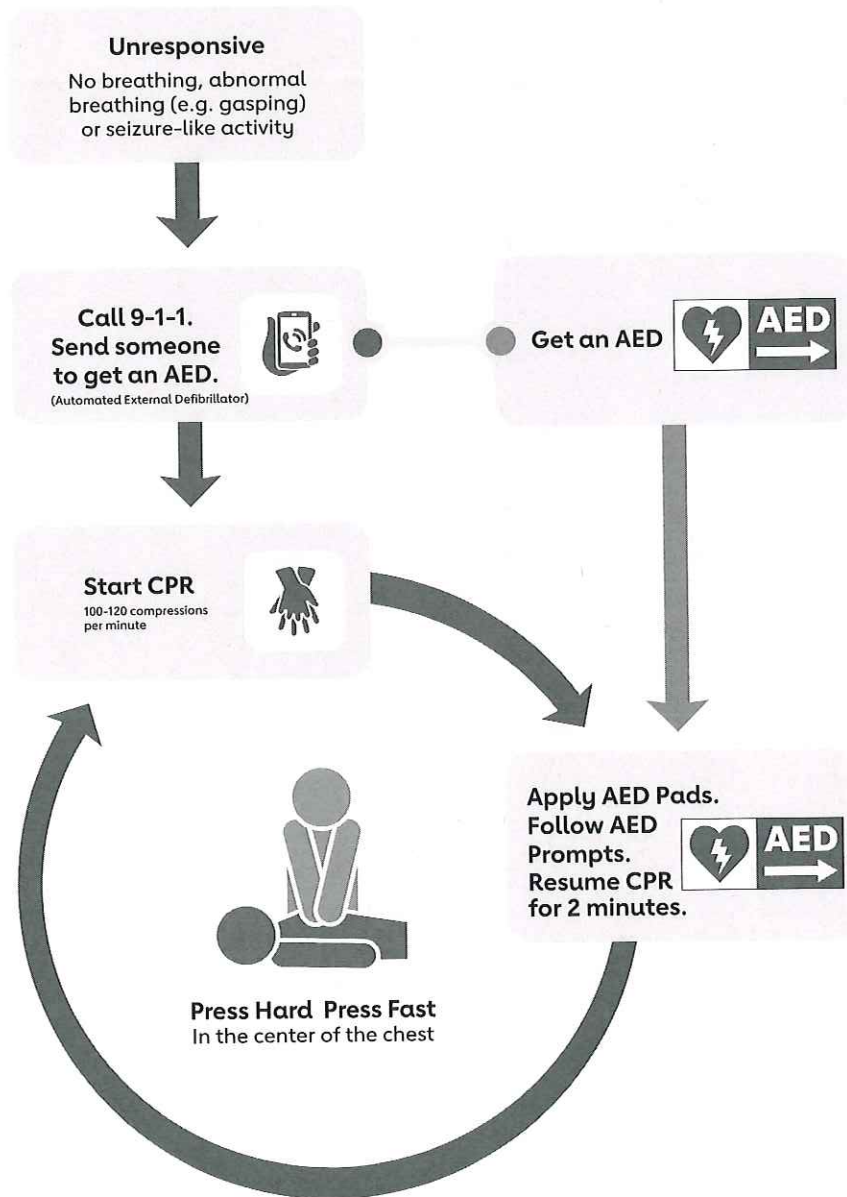 Unresponsive
No breathing, abnormal
breathing (e.g. gasping)
or seizure-like activity
Call 9-1-1.
Send someone
to get an AED.
(Automated External Defibrillator)
Get an AED
AED
Start CPR
100-120 compressions
per minute
Apply AED Pads.
Follow AED
Prompts.
Resume CPR
for 2 minutes.
AED
Press Hard Press Fast
In the center of the chest